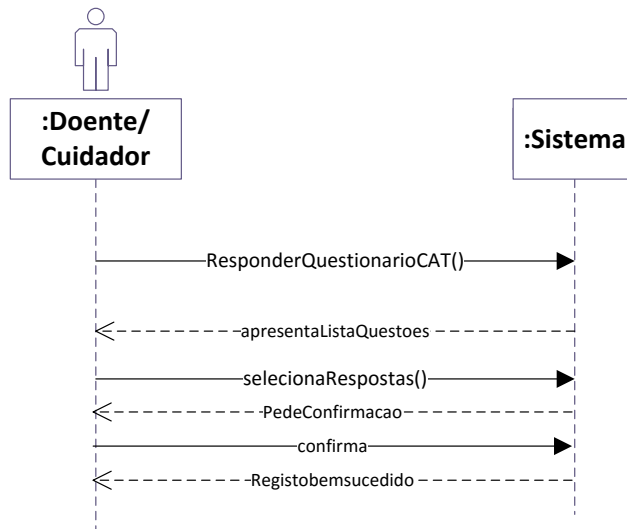 :Doente/
Cuidador
:Sistema
ResponderQuestionarioCAT()
apresentaListaQuestoes
selecionaRespostas()
PedeConfirmacao
confirma
Registobemsucedido